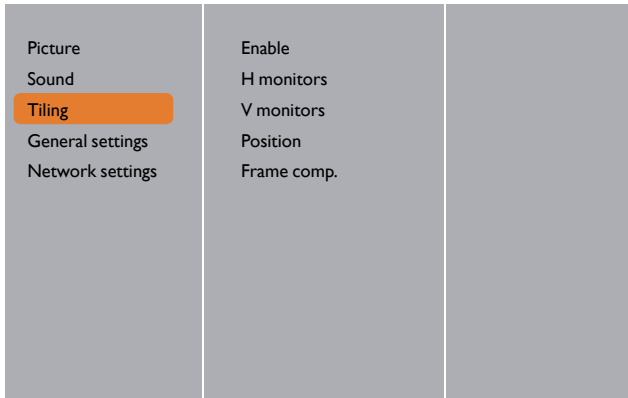 Picture
Sound
Tiling
General settings
Network settings
Enable
H monitors
V monitors
Position
Frame comp.